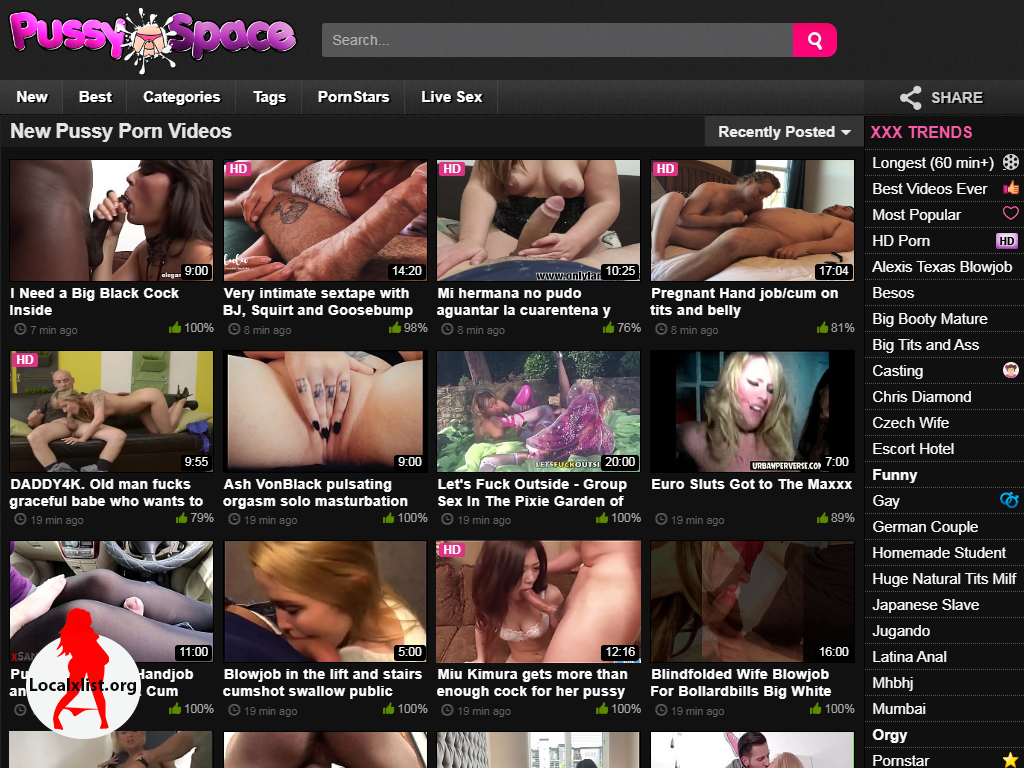 Pussy Space
Search...
New
Best
Categories
Tags
PornStars
Live Sex
SHARE
New Pussy Porn Videos
Recently Posted
XXX TRENDS
9:00
HD
14:20
HD
www.onlyfan
10:25
HD
17:04
I Need a Big Black Cock
Inside
7 min ago
100%
Very intimate sextape with
BJ, Squirt and Goosebump
8 min ago
98%
Mi hermana no pudo
aguantar la cuarentena y
8 min ago
76%
Pregnant Hand job/cum on
tits and belly
8 min ago
81%
HD
9:55
9:00
LETSFUCKOUTSI
20:00
URBANPERVERSE.COM
7:00
DADDY4K. Old man fucks
graceful babe who wants to
19 min ago
79%
Ash VonBlack pulsating
orgasm solo masturbation
19 min ago
100%
Let's Fuck Outside - Group
Sex In The Pixie Garden of
19 min ago
100%
Euro Sluts Got to The Maxxx
19 min ago
89%
11:00
5:00
HD
12:16
16:00
Handjob
Cum
100%
Localxlist.org
Blowjob in the lift and stairs
cumshot swallow public
19 min ago
100%
Miu Kimura gets more than
enough cock for her pussy
19 min ago
100%
Blindfolded Wife Blowjob
For Bollardbills Big White
19 min ago
100%
Longest (60 min+)
Best Videos Ever
Most Popular
HD Porn
HD
Alexis Texas Blowjob
Besos
Big Booty Mature
Big Tits and Ass
Casting
Chris Diamond
Czech Wife
Escort Hotel
Funny
Gay
German Couple
Homemade Student
Huge Natural Tits Milf
Japanese Slave
Jugando
Latina Anal
Mhbhj
Mumbai
Orgy
Pornstar